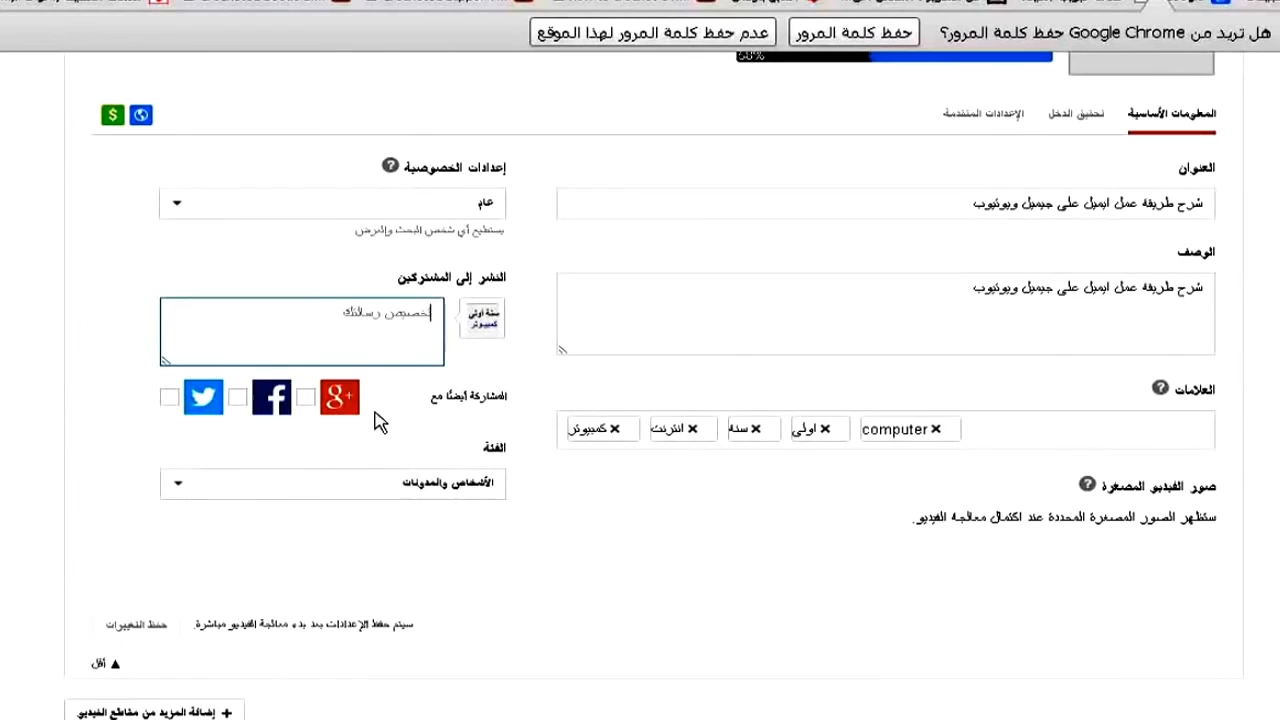 هل تريد من Google Chrome حفظ كلمة المرور؟
حفظ كلمة المرور
عدم حفظ كلمة المرور لهذا الموقع
المعلومات الأساسية
تحقيق الدخل
الإعدادات المتقدمة
العنوان
شرح طريقة عمل ايميل على جيميل ويوتيوب
الوصف
شرح طريقة عمل ايميل على جيميل ويوتيوب
العلامات
computer
اولى
سنه
انترنت
كمبيوتر
صور الفيديو المصغرة
ستظهر الصور المصغرة المحددة عند اكتمال معالجة الفيديو.
إعدادات الخصوصية
عام
يستطيع أي شخص البحث والعرض
النشر إلى المشتركين
سنة أولى
كمبيوتر
تخصيص رسالتك
المشاركة أيضًا مع
الفئة
الأشخاص والمدونات
سيتم حفظ الإعدادات بعد بدء معالجة الفيديو مباشرة.
حفظ التغييرات
أقل
إضافة المزيد من مقاطع الفيديو